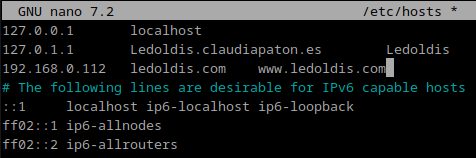 GNU nano 7.2 /etc/hosts *
127.0.0.1 localhost
127.0.1.1 Ledoldis.claudiapaton.es Ledoldis
192.168.0.112 ledoldis.com www.ledoldis.com
# The following lines are desirable for IPv6 capable hosts
::1 localhost ip6-localhost ip6-loopback
ff02::1 ip6-allnodes
ff02::2 ip6-allrouters